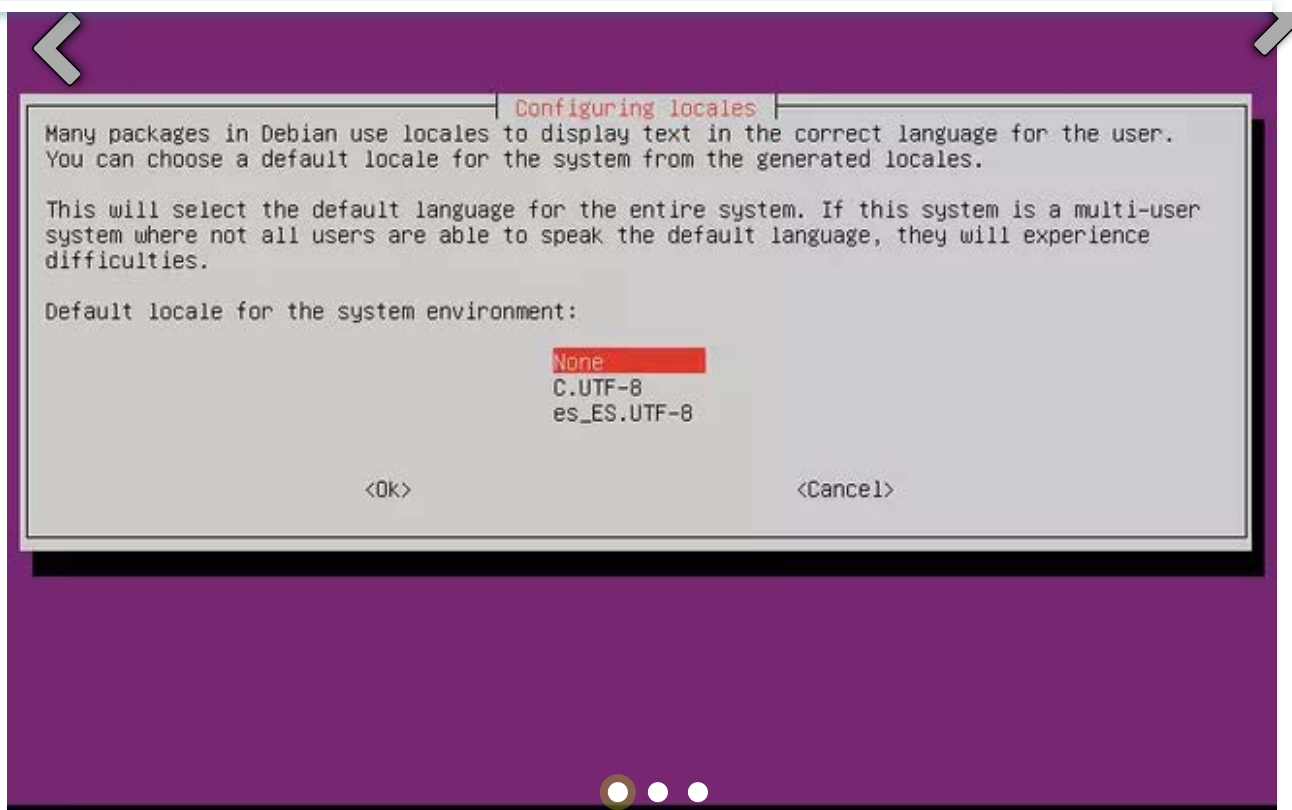 Configuring locales
Many packages in Debian use locales to display text in the correct language for the user.
You can choose a default locale for the system from the generated locales.
This will select the default language for the entire system. If this system is a multi-user
system where not all users are able to speak the default language, they will experience
difficulties.
Default locale for the system environment:
None
C.UTF-8
es_ES.UTF-8
<Ok> <Cancel>